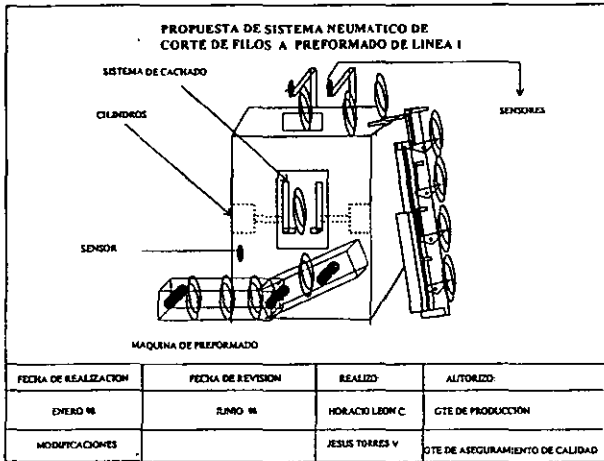 PROPUESTA DE SISTEMA NEUMATICO DE
CORTE DE FILOS A PREFORMADO DE LINEA I
SISTEMA DE CACHADO
CILINDROS
SENSORES
SENSOR
MAQUINA DE PREFORMADO
FECHA DE REALIZACION FECHA DE REVISION REALIZO: AUTORIZO:
ENERO 98 JUNIO 98 HORACIO LEON C GTE DE PRODUCCIÓN
MODIFICACIONES JESUS TORRES V GTE DE ASEGURAMIENTO DE CALIDAD